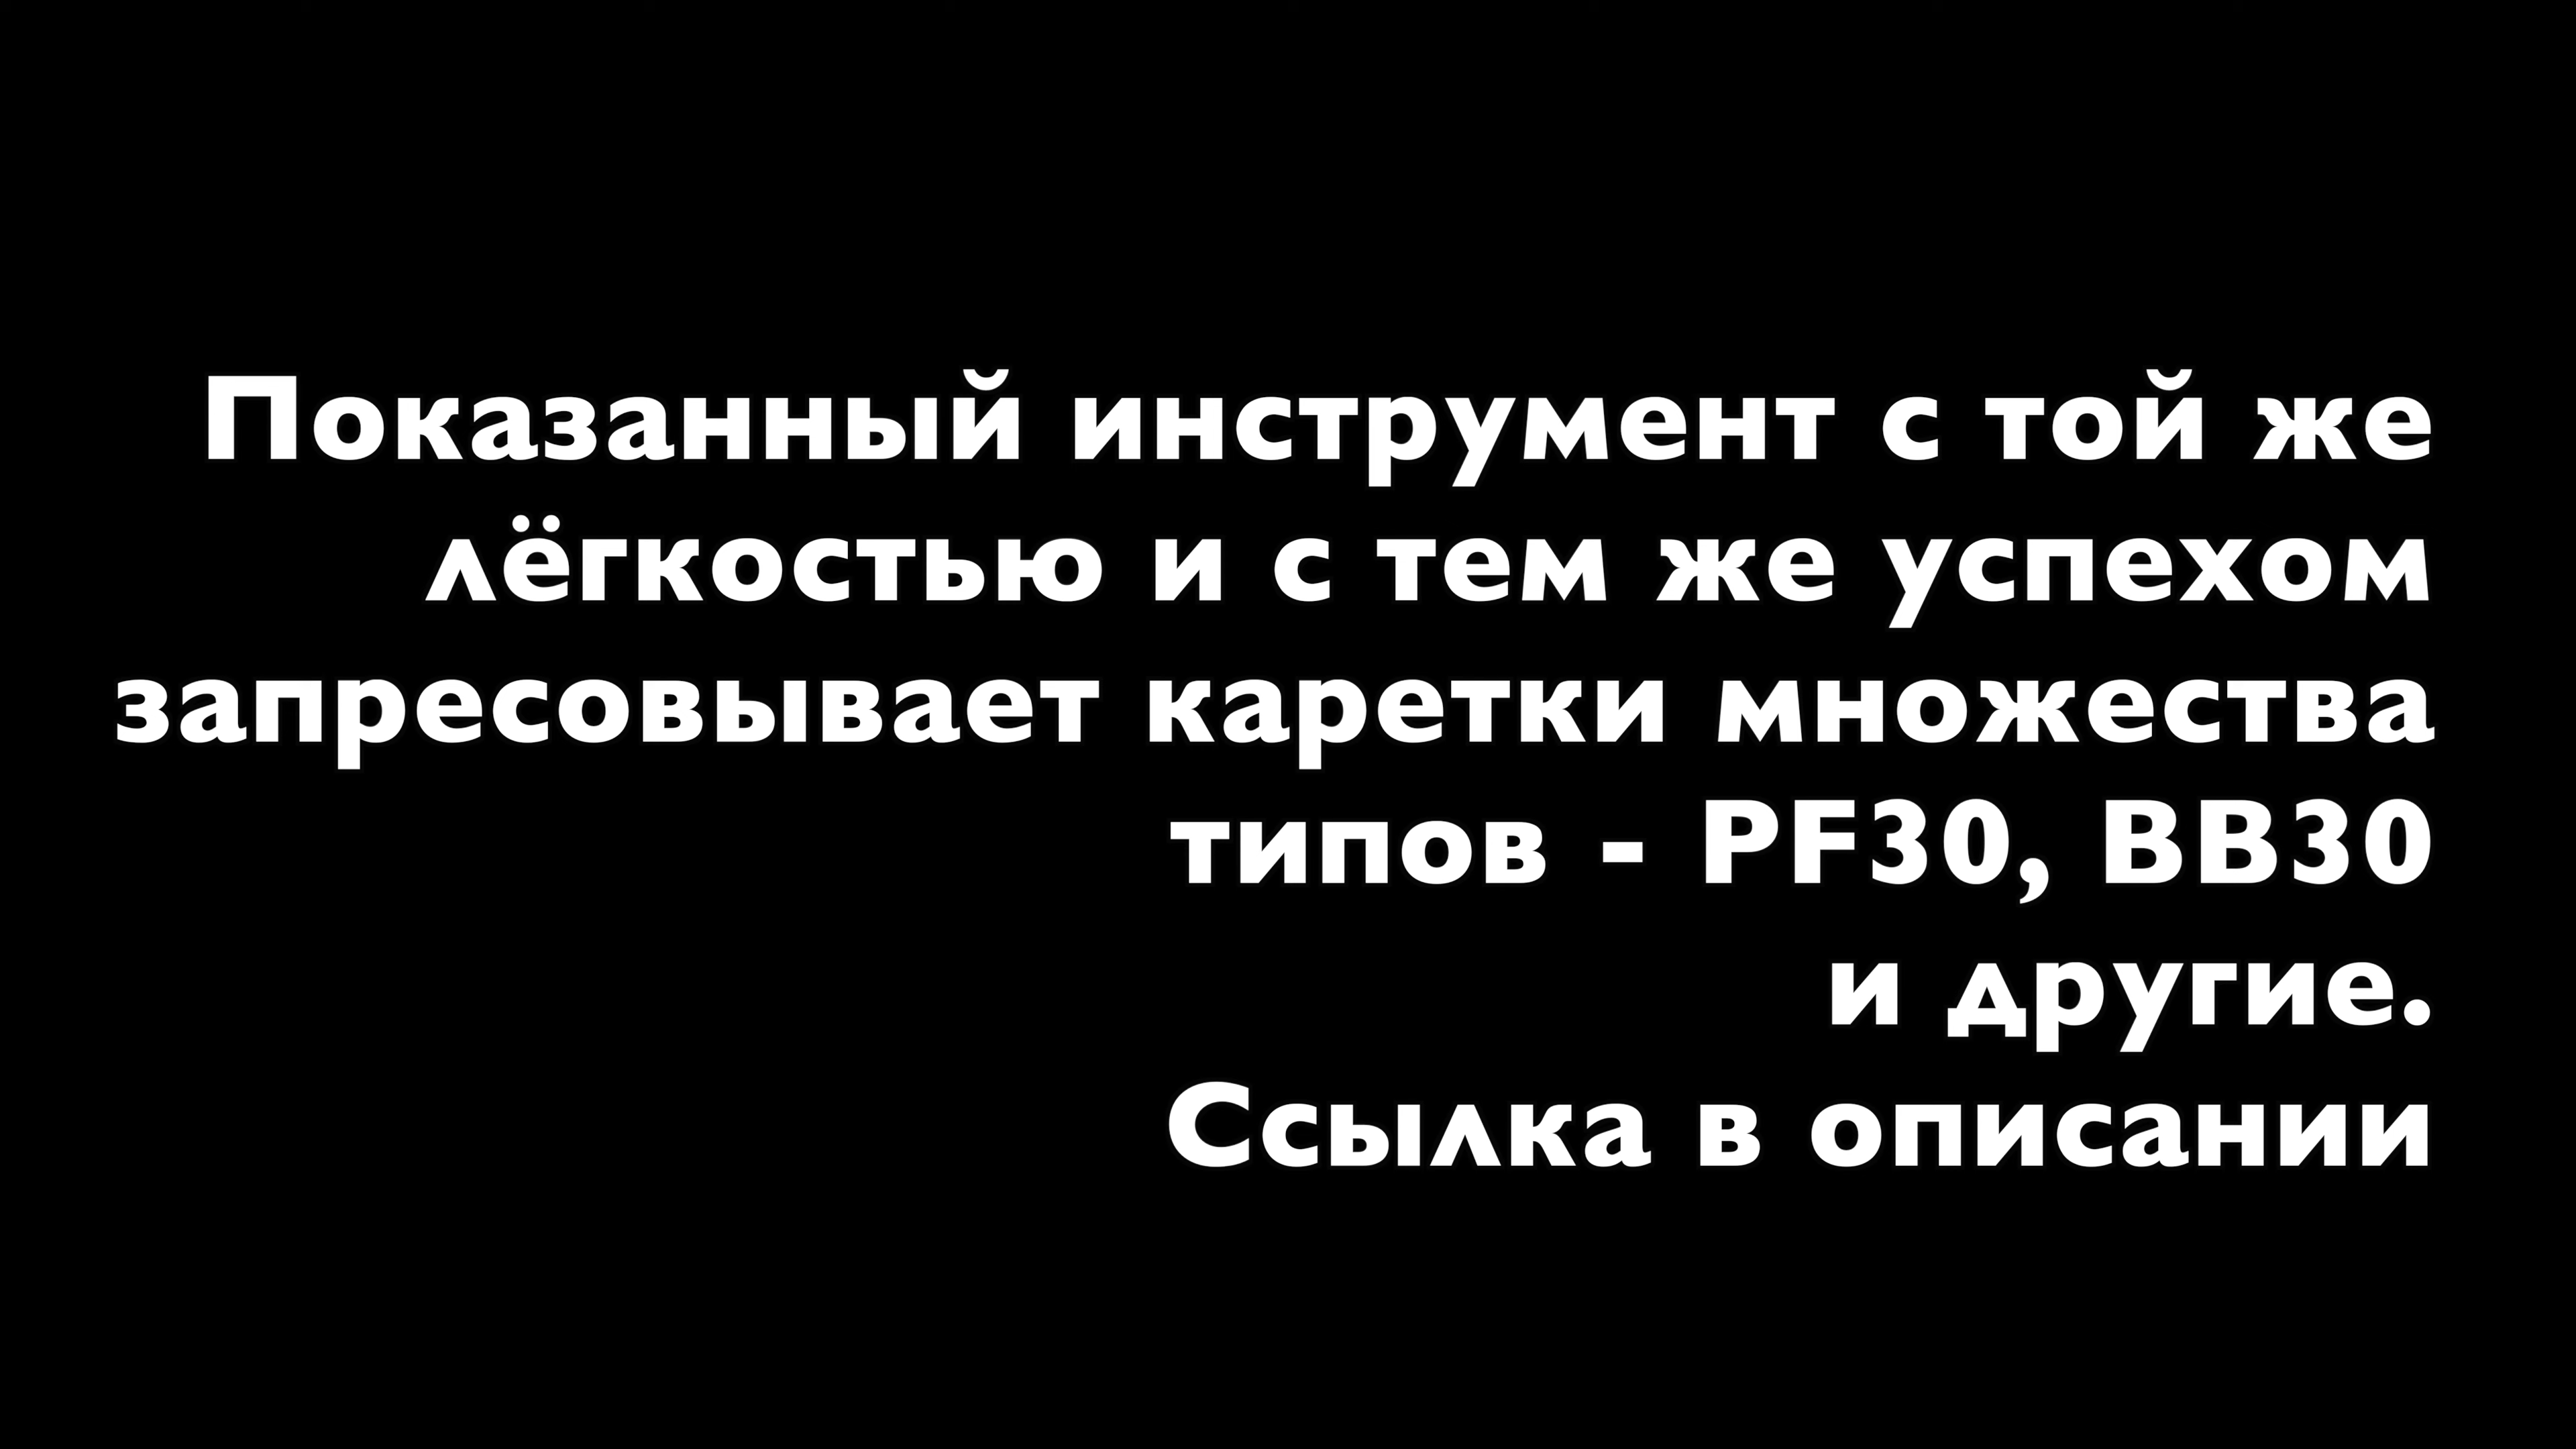 Показанный инструмент с той же
лёгкостью и с тем же успехом
запресовывает каретки множества
типов - PF30, BB30
и другие.
Ссылка в описании